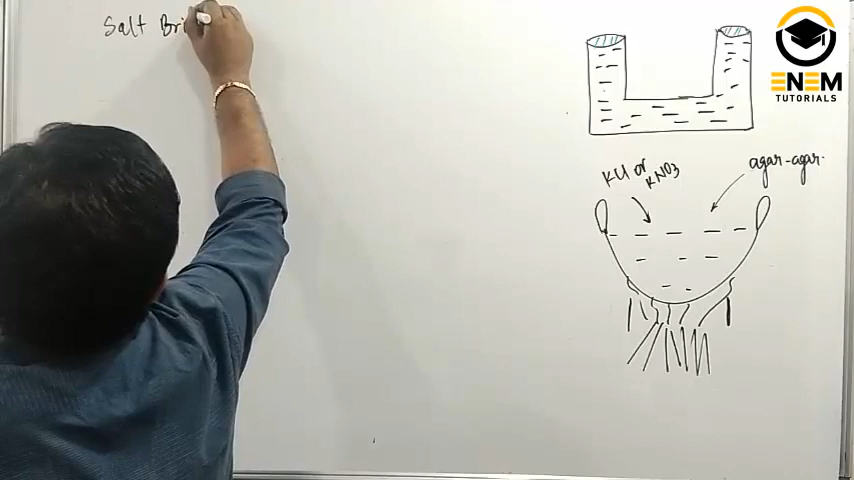 Salt Bri
ENEM
TUTORIALS
KCl or
KNO3
agar-agar.